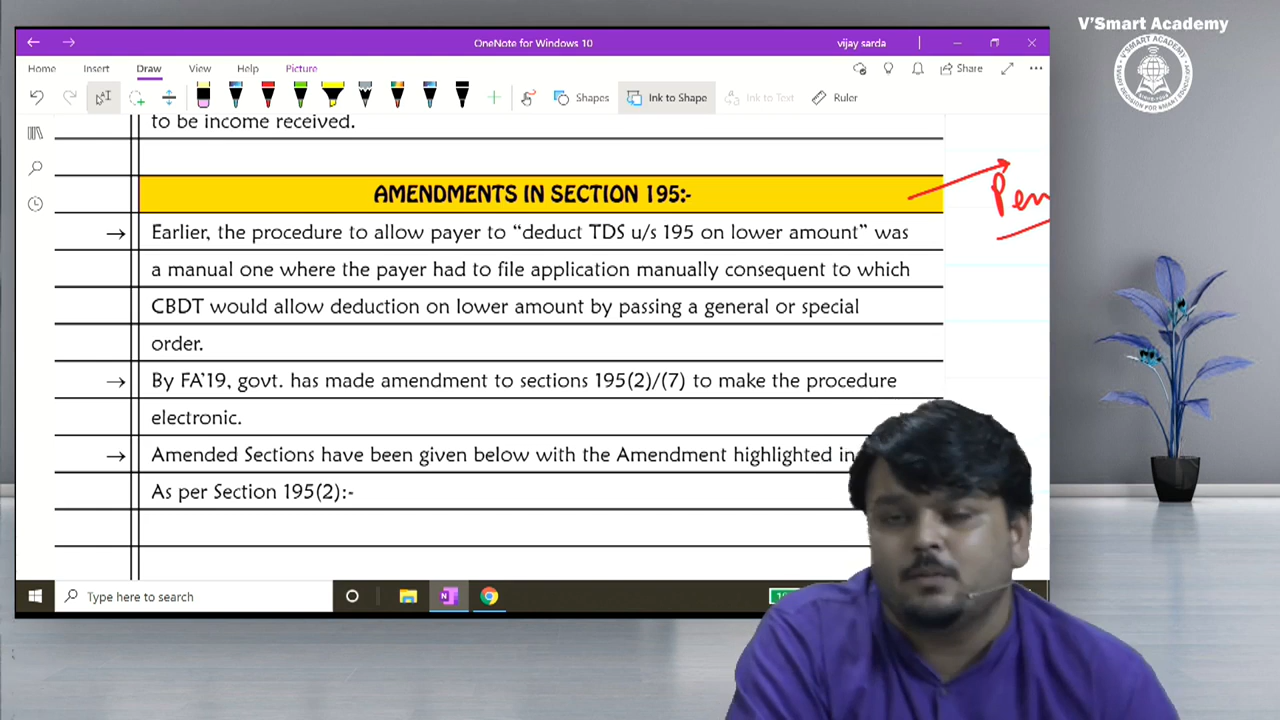 V'Smart Academy
OneNote for Windows 10
vijay sarda
Home Insert Draw View Help Picture
Share
Shapes Ink to Shape Ink to Text Ruler
to be income received.
AMENDMENTS IN SECTION 195:-
Pen
→ Earlier, the procedure to allow payer to “deduct TDS u/s 195 on lower amount” was
a manual one where the payer had to file application manually consequent to which
CBDT would allow deduction on lower amount by passing a general or special
order.
→ By FA'19, govt. has made amendment to sections 195(2)/(7) to make the procedure
electronic.
→ Amended Sections have been given below with the Amendment highlighted in
As per Section 195(2):-
Type here to search